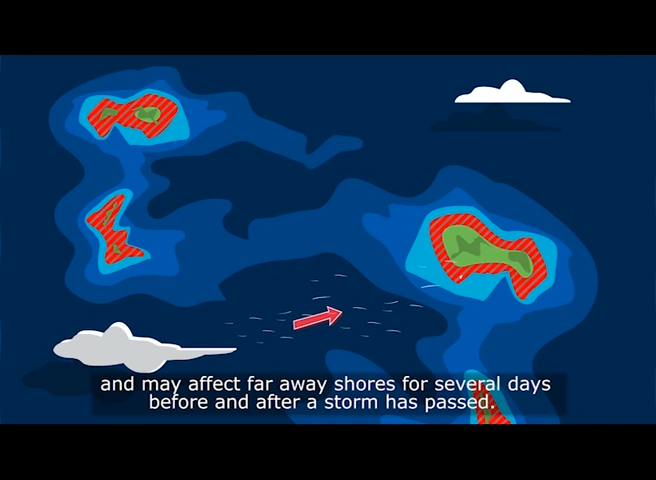 and may affect far away shores for several days
before and after a storm has passed.